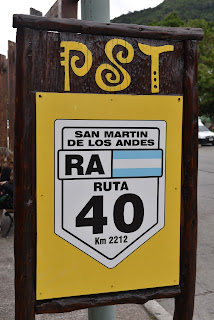 PST
SAN MARTIN
DE LOS ANDES
RA
RUTA
40
Km 2212